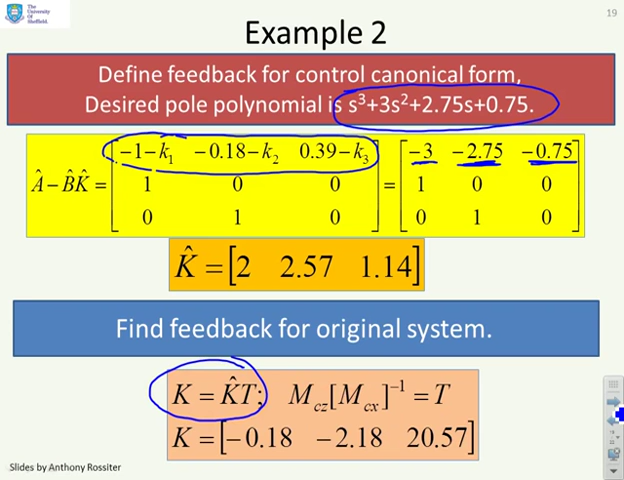 The
University
Of
Sheffield.
19
Example 2
Define feedback for control canonical form,
Desired pole polynomial is s³+3s²+2.75s+0.75.
Â − B̂K̂ = [−1−k₁ −0.18−k₂ 0.39−k₃; 1 0 0; 0 1 0] = [−3 −2.75 −0.75; 1 0 0; 0 1 0]
K̂ = [2 2.57 1.14]
Find feedback for original system.
K = K̂T; M_cz[M_cx]⁻¹ = T
K = [−0.18 −2.18 20.57]
Slides by Anthony Rossiter